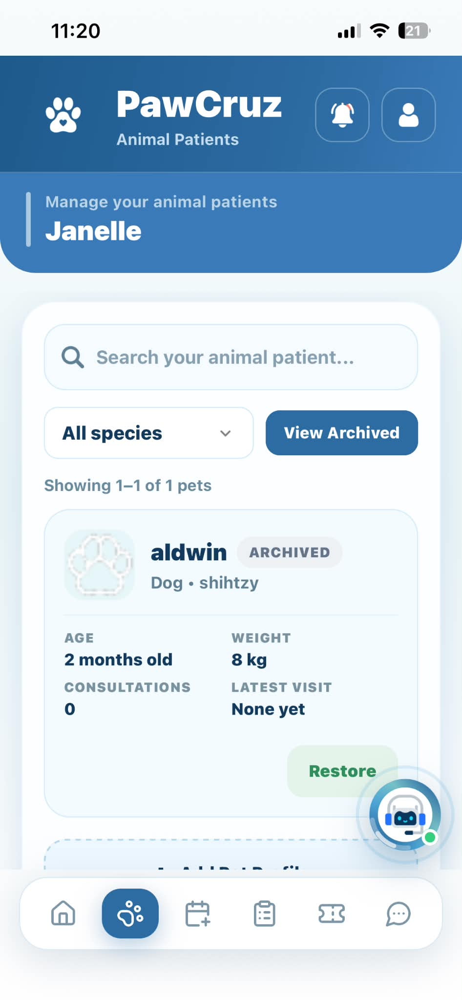 11:20
21
PawCruz
Animal Patients
Manage your animal patients
Janelle
Search your animal patient...
All species
View Archived
Showing 1–1 of 1 pets
aldwin
ARCHIVED
Dog • shihtzy
AGE
WEIGHT
2 months old
8 kg
CONSULTATIONS
LATEST VISIT
0
None yet
Restore